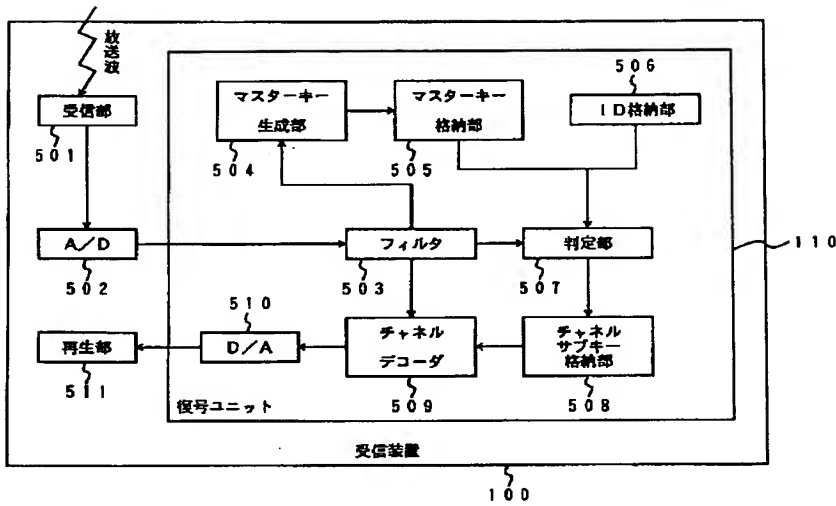 放送波
受信部
501
A/D
502
再生部
511
マスターキー
生成部
504
マスターキー
格納部
505
506
ID格納部
フィルタ
503
判定部
507
110
510
D/A
チャネル
デコーダ
509
チャネル
サブキー
格納部
508
復号ユニット
受信装置
100